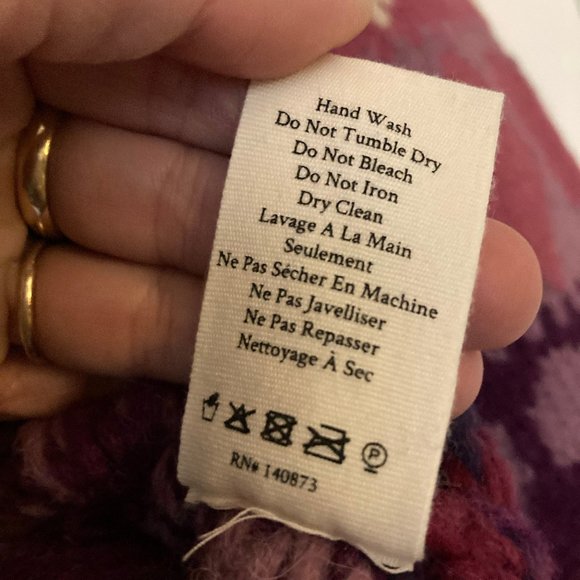 Hand Wash
Do Not Tumble Dry
Do Not Bleach
Do Not Iron
Dry Clean
Lavage A La Main
Seulement
Ne Pas Sécher En Machine
Ne Pas Javelliser
Ne Pas Repasser
Nettoyage À Sec
P
RN# 140873